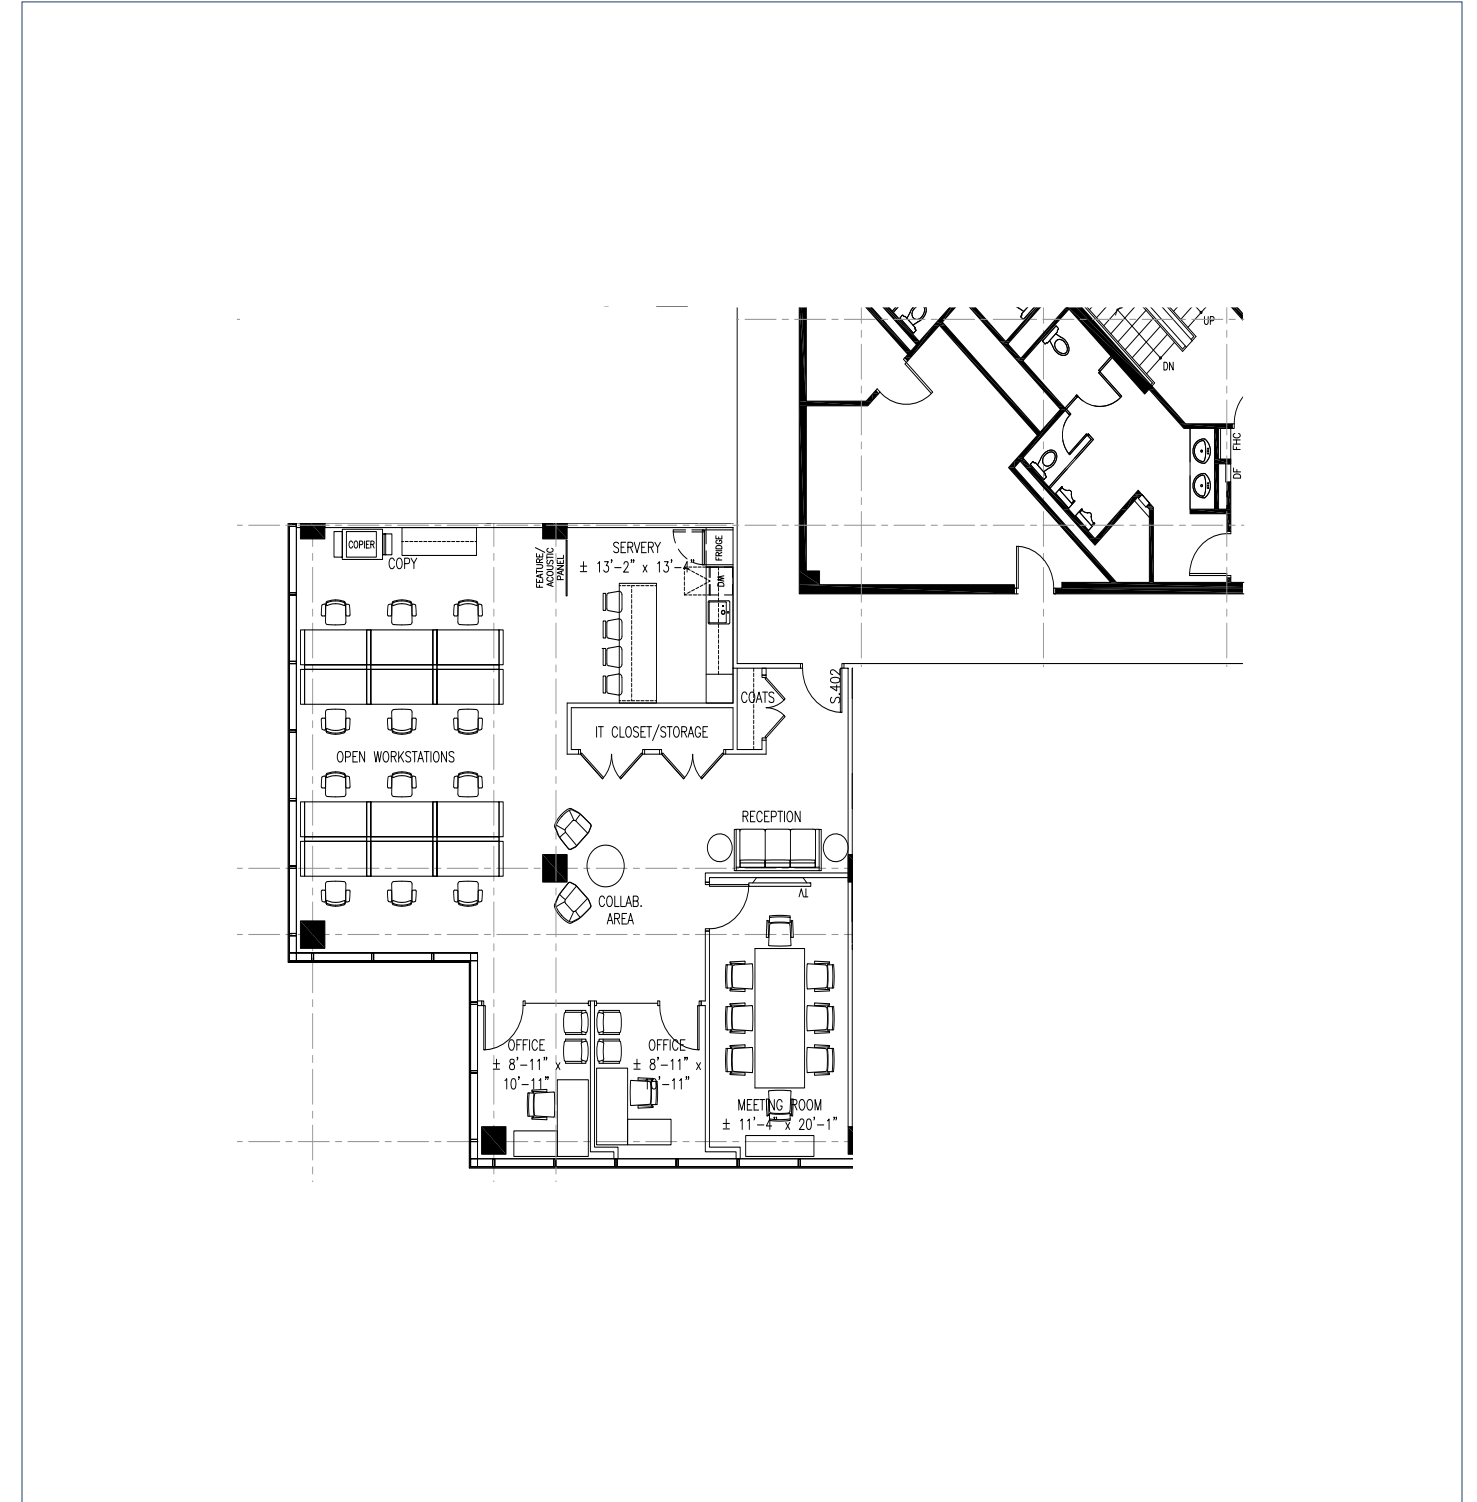 UP
DN
FHC
DF
COPIER
COPY
FEATURE/
ACOUSTIC
PANEL
SERVERY
± 13'-2" x 13'-4"
FRIDGE
DW
S.402
COATS
IT CLOSET/STORAGE
OPEN WORKSTATIONS
RECEPTION
TV
COLLAB.
AREA
OFFICE
± 8'-11" x
10'-11"
OFFICE
± 8'-11" x
10'-11"
MEETING ROOM
± 11'-4" x 20'-1"